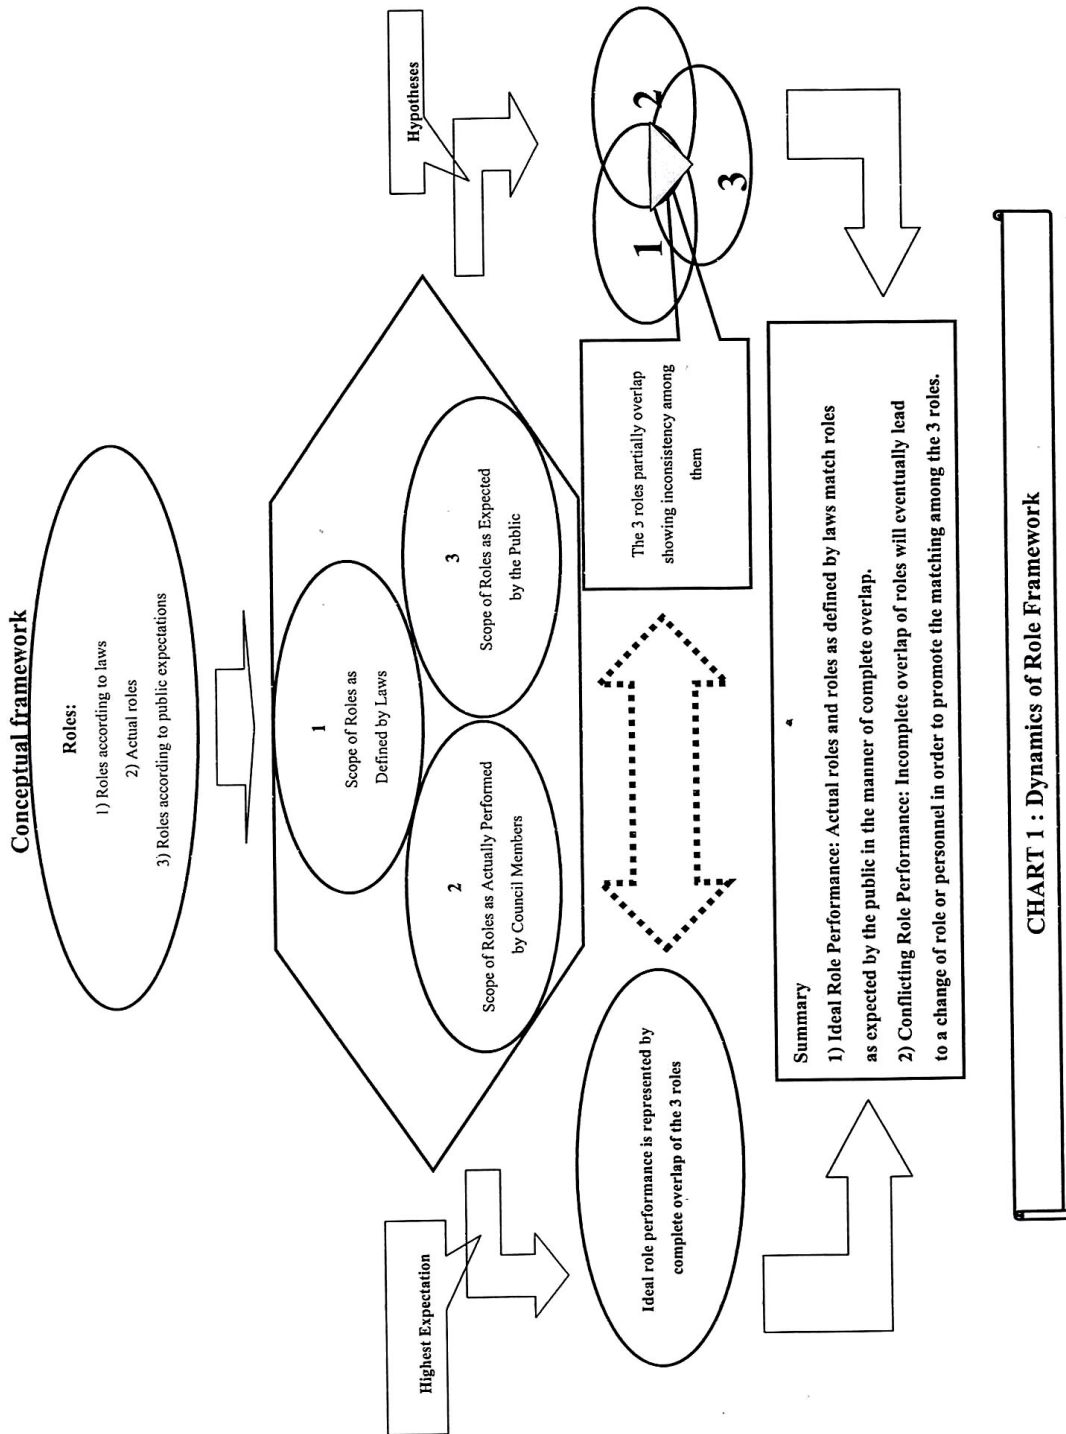 Conceptual framework
Roles:
1) Roles according to laws
2) Actual roles
3) Roles according to public expectations
Highest Expectation
Hypotheses
1
Scope of Roles as
Defined by Laws
2
Scope of Roles as Actually Performed
by Council Members
3
Scope of Roles as Expected
by the Public
Ideal role performance is represented by
complete overlap of the 3 roles
The 3 roles partially overlap
showing inconsistency among
them
1
2
3
Summary
1) Ideal Role Performance: Actual roles and roles as defined by laws match roles
as expected by the public in the manner of complete overlap.
2) Conflicting Role Performance: Incomplete overlap of roles will eventually lead
to a change of role or personnel in order to promote the matching among the 3 roles.
CHART 1 : Dynamics of Role Framework